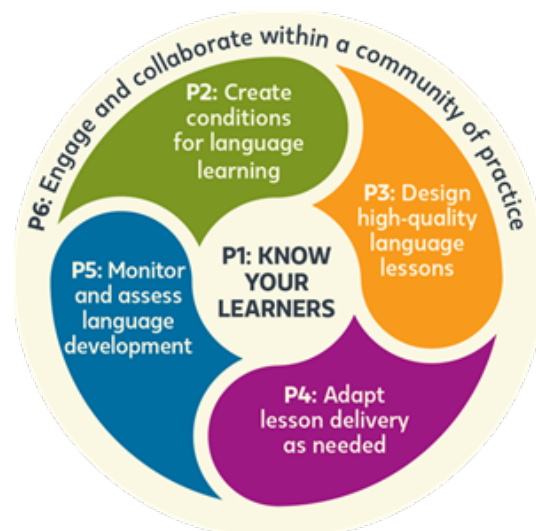 P6: Engage and collaborate within a community of practice
P2: Create
conditions
for language
learning
P3: Design
high-quality
language
lessons
P1: KNOW
YOUR
LEARNERS
P5: Monitor
and assess
language
development
P4: Adapt
lesson delivery
as needed